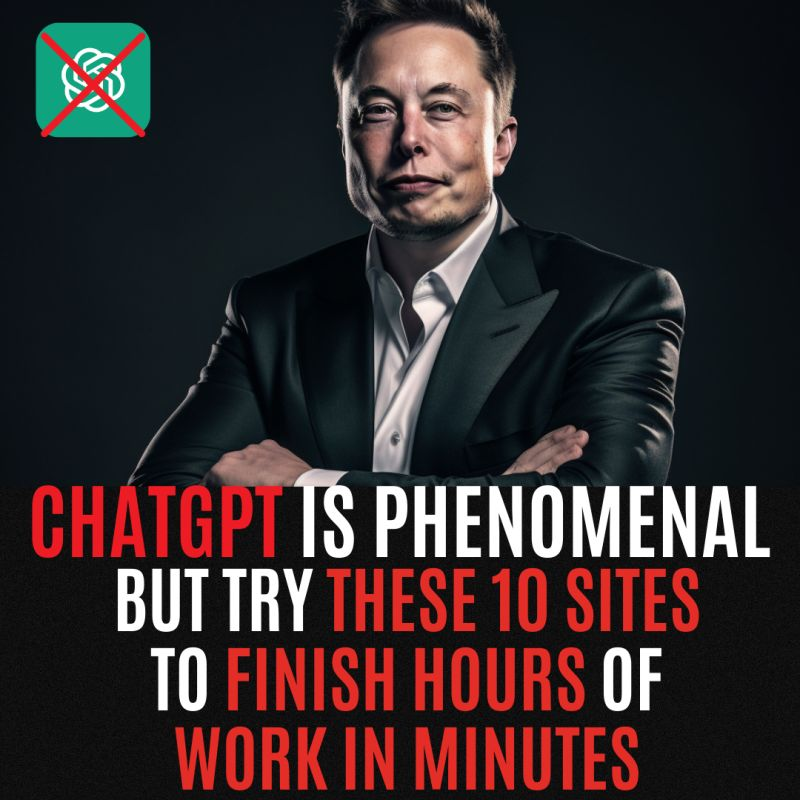 CHATGPT IS PHENOMENAL
BUT TRY THESE 10 SITES
TO FINISH HOURS OF
WORK IN MINUTES